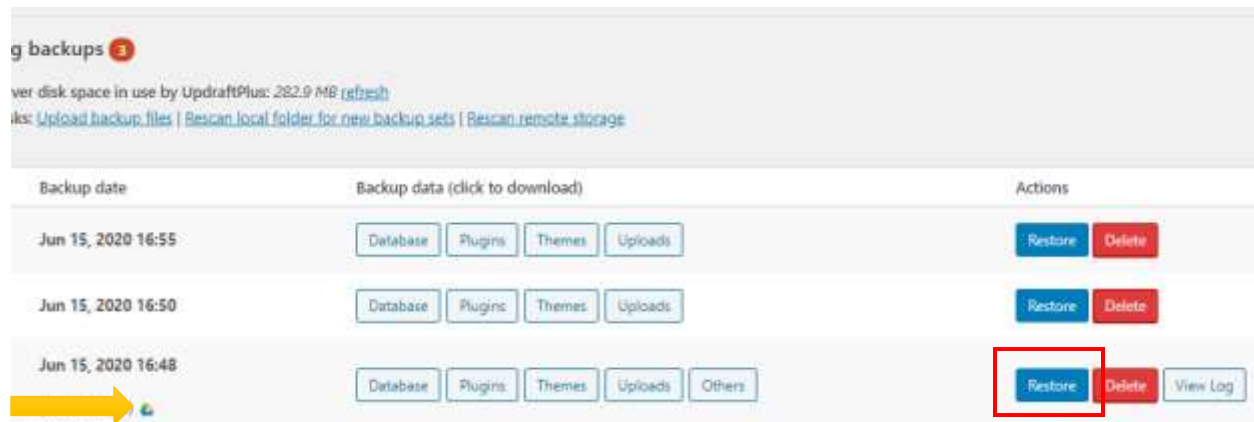 g backups 3
ver disk space in use by UpdraftPlus: 282.9 MB refresh
sks: Upload backup files | Rescan local folder for new backup sets | Rescan remote storage
Backup date Backup data (click to download) Actions
Jun 15, 2020 16:55 Database Plugins Themes Uploads Restore Delete
Jun 15, 2020 16:50 Database Plugins Themes Uploads Restore Delete
Jun 15, 2020 16:48 Database Plugins Themes Uploads Others Restore Delete View Log